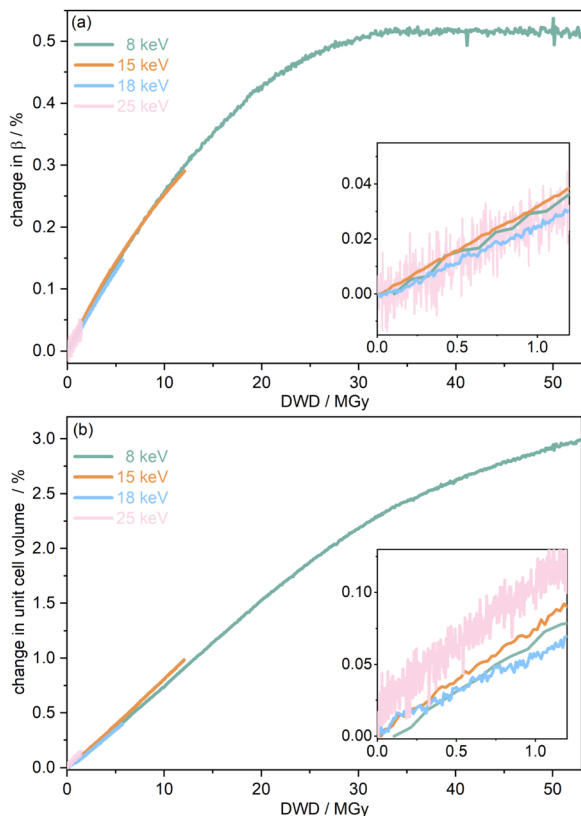 (a)
8 keV
15 keV
18 keV
25 keV
change in β / %
0.5
0.4
0.3
0.2
0.1
0.0
0 10 20 30 40 50
DWD / MGy
0.04
0.02
0.00
0.0 0.5 1.0
(b)
8 keV
15 keV
18 keV
25 keV
change in unit cell volume / %
3.0
2.5
2.0
1.5
1.0
0.5
0.0
0 10 20 30 40 50
DWD / MGy
0.10
0.05
0.00
0.0 0.5 1.0